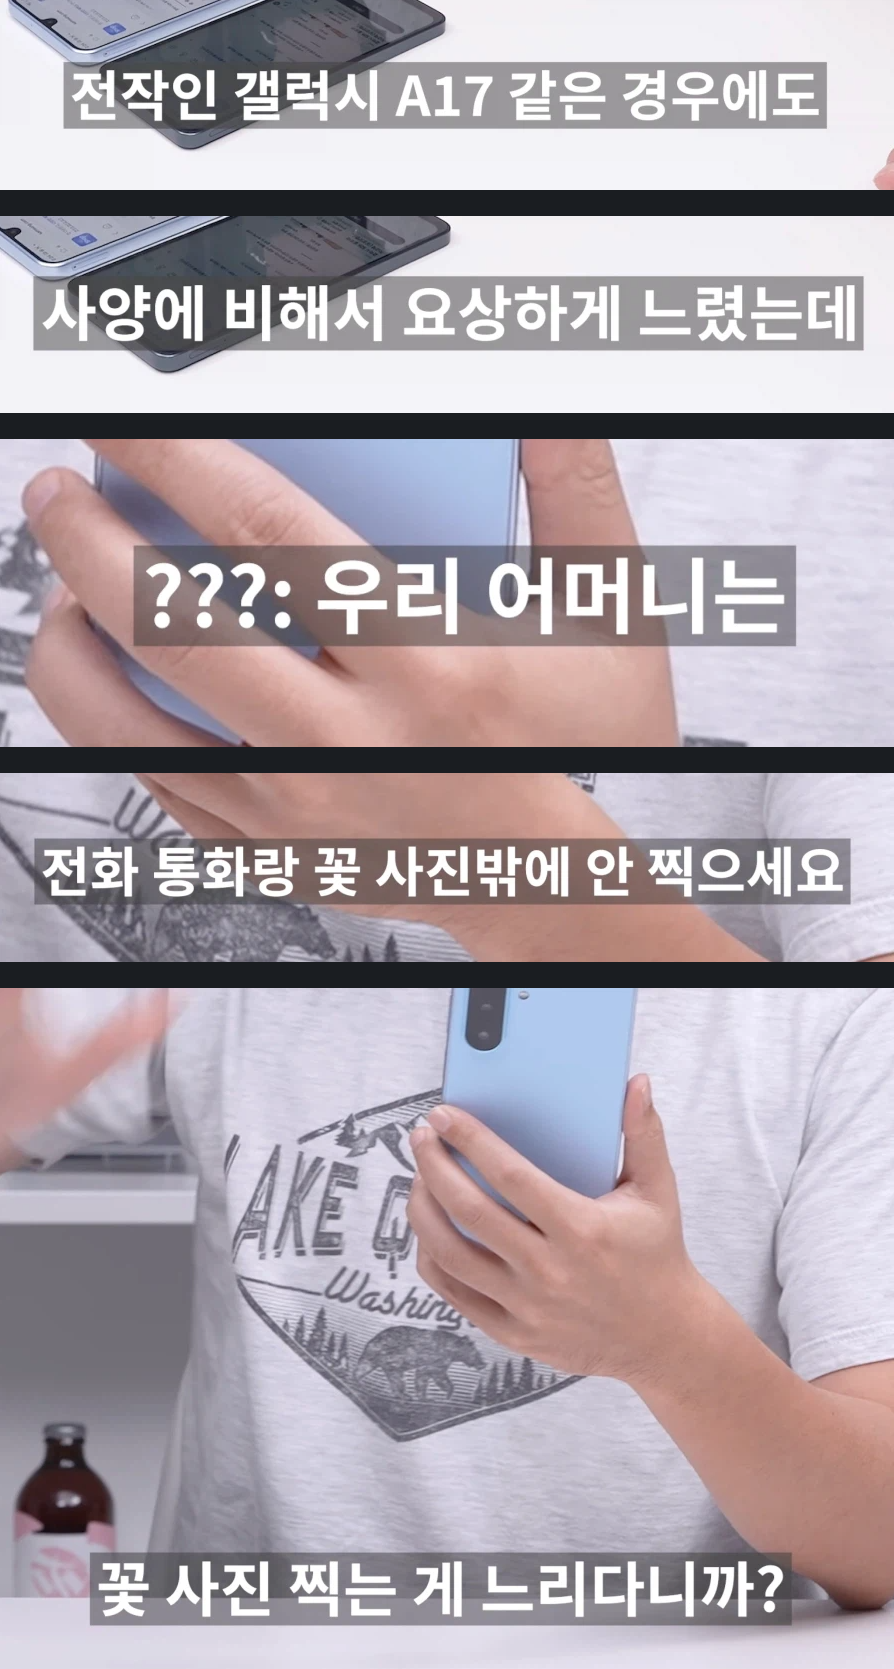 전작인 갤럭시 A17 같은 경우에도
사양에 비해서 요상하게 느렸는데
???: 우리 어머니는
전화 통화랑 꽃 사진밖에 안 찍으세요
AKE
Washing
꽃 사진 찍는 게 느리다니까?